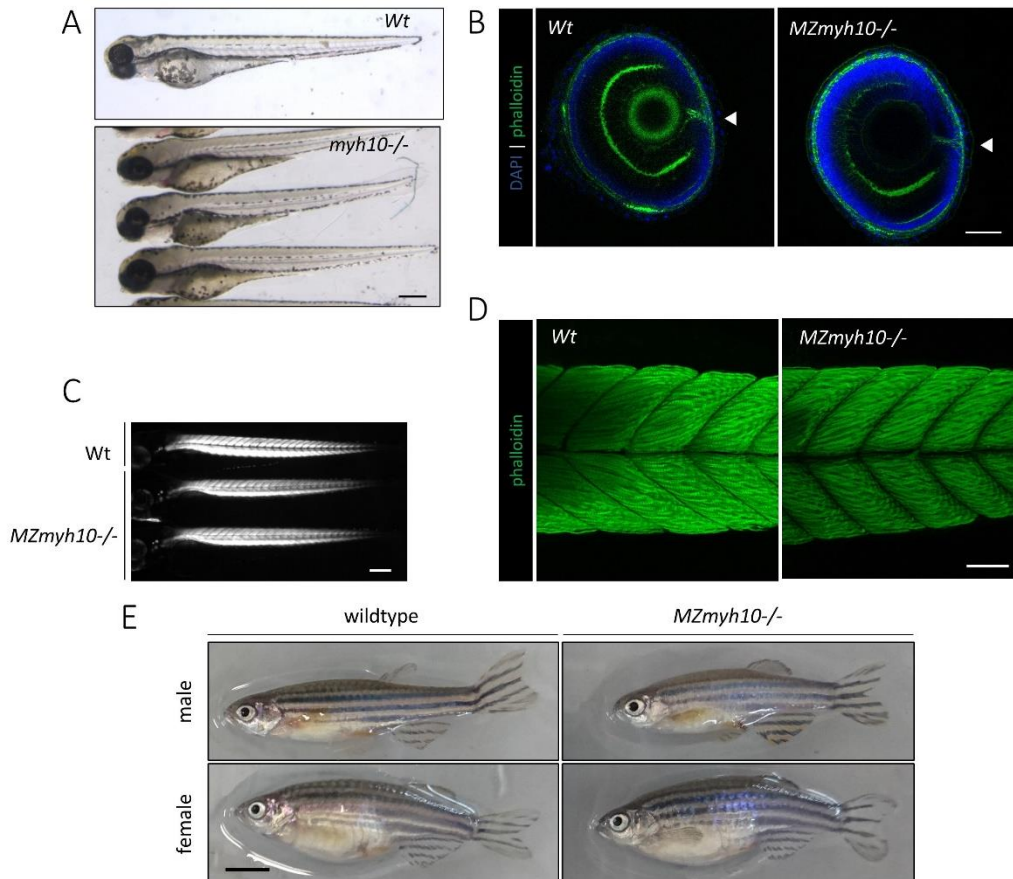 A
Wt
myh10-/-
B
DAPI | phalloidin
Wt
MZmyh10-/-
C
Wt
MZmyh10-/-
D
phalloidin
Wt
MZmyh10-/-
E
wildtype
MZmyh10-/-
male
female